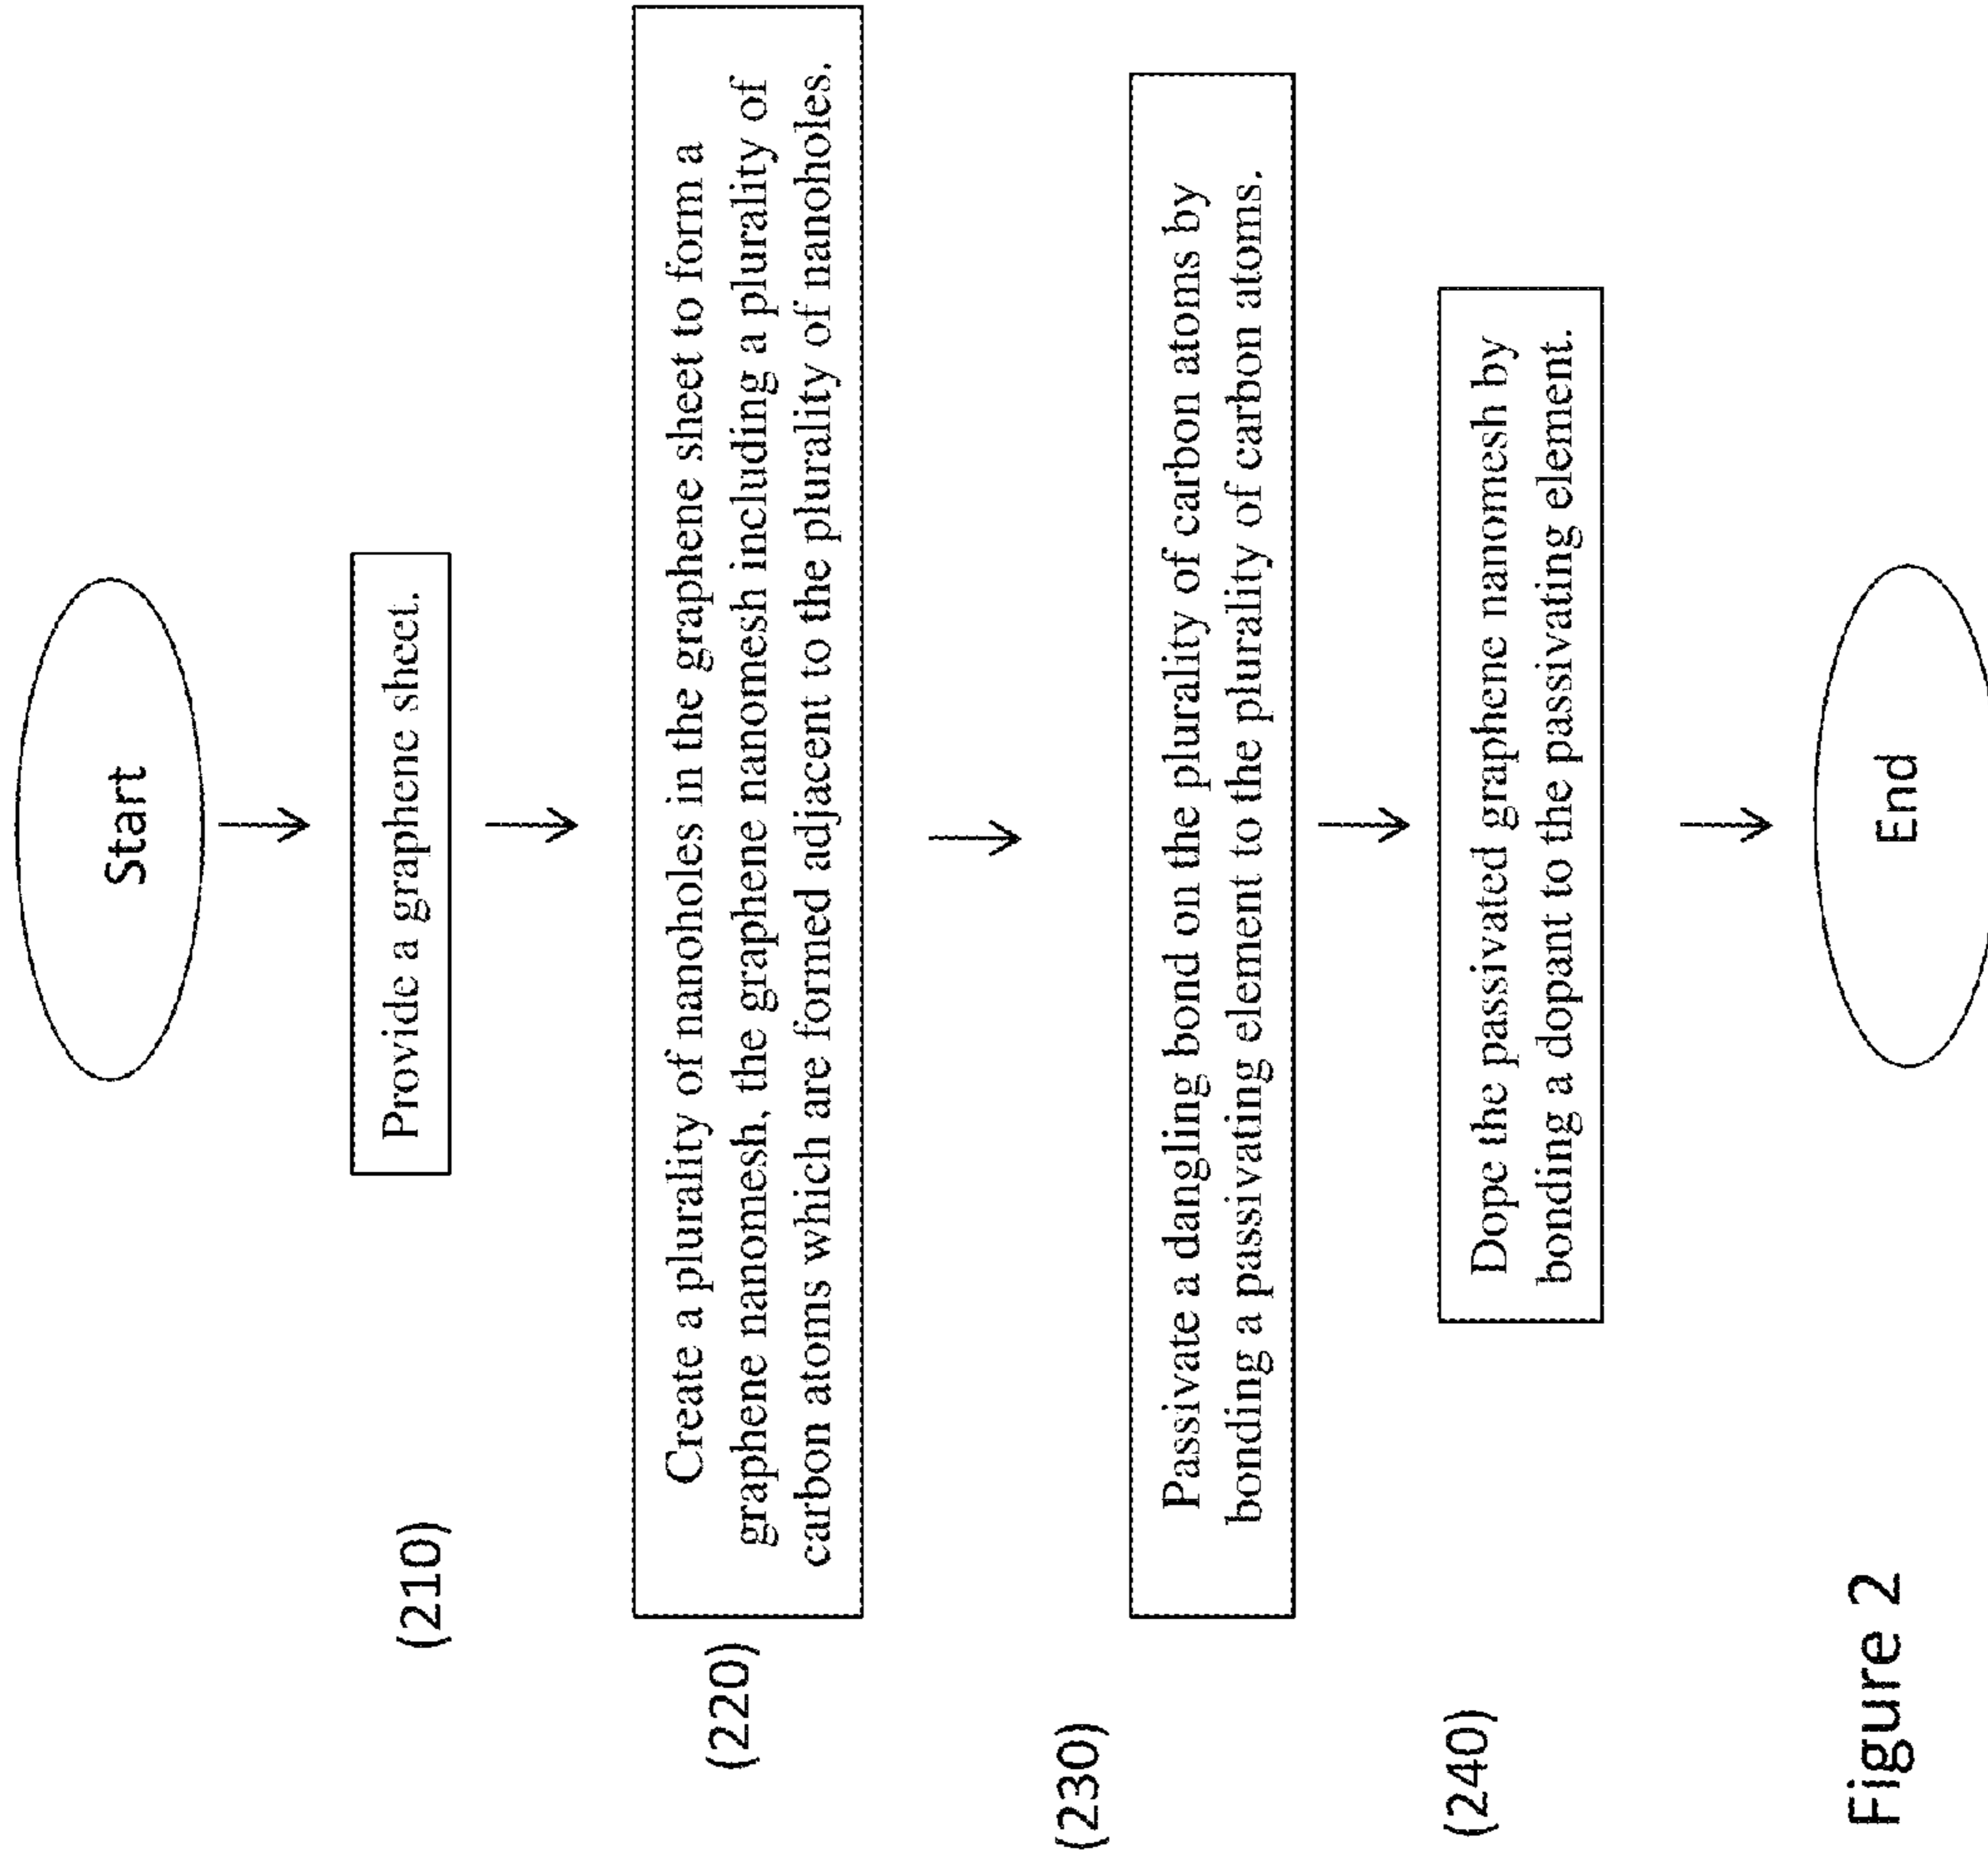 Start
(210)
Provide a graphene sheet.
(220)
Create a plurality of nanoholes in the graphene sheet to form a
graphene nanomesh, the graphene nanomesh including a plurality of
carbon atoms which are formed adjacent to the plurality of nanoholes.
(230)
Passivate a dangling bond on the plurality of carbon atoms by
bonding a passivating element to the plurality of carbon atoms.
(240)
Dope the passivated graphene nanomesh by
bonding a dopant to the passivating element.
End
Figure 2